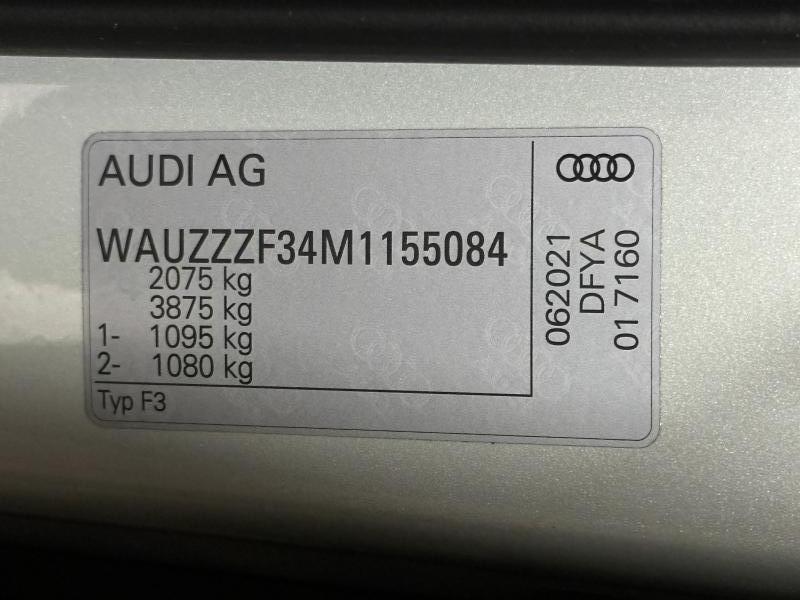 AUDI AG
WAUZZZF34M1155084
2075 kg
3875 kg
1- 1095 kg
2- 1080 kg
Typ F3
062021
DFYA
01 7160